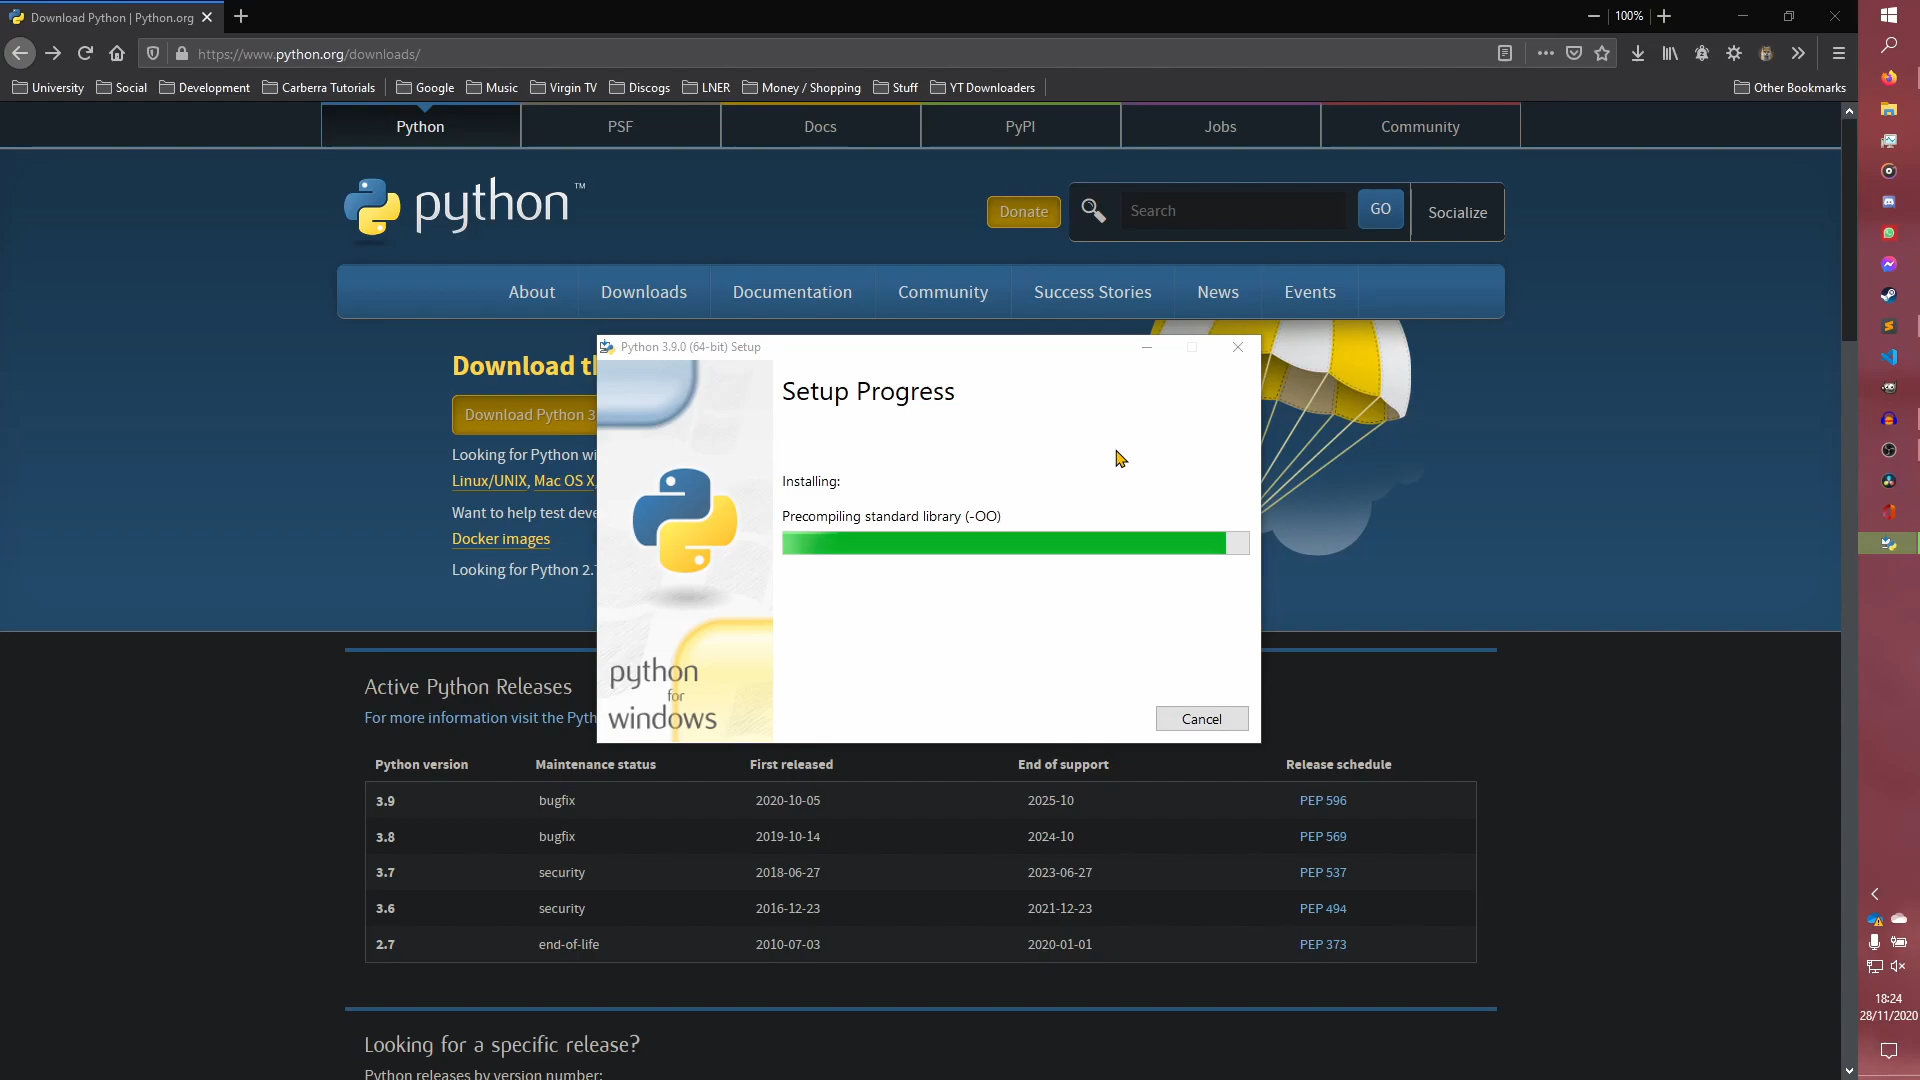 Download Python | Python.org
100%
https://www.python.org/downloads/
University
Social
Development
Carberra Tutorials
Google
Music
Virgin TV
Discogs
LNER
Money / Shopping
Stuff
YT Downloaders
Other Bookmarks
Python
PSF
Docs
PyPI
Jobs
Community
python™
Donate
Search
GO
Socialize
About
Downloads
Documentation
Community
Success Stories
News
Events
Download t
Download Python 3
Looking for Python wi
Linux/UNIX, Mac OS X,
Want to help test deve
Docker images
Looking for Python 2.7
Python 3.9.0 (64-bit) Setup
Setup Progress
Installing:
Precompiling standard library (-OO)
python
for
windows
Cancel
Active Python Releases
For more information visit the Pyth
Python version Maintenance status First released End of support Release schedule
3.9 bugfix 2020-10-05 2025-10 PEP 596
3.8 bugfix 2019-10-14 2024-10 PEP 569
3.7 security 2018-06-27 2023-06-27 PEP 537
3.6 security 2016-12-23 2021-12-23 PEP 494
2.7 end-of-life 2010-07-03 2020-01-01 PEP 373
Looking for a specific release?
Python releases by version number:
18:24
28/11/2020